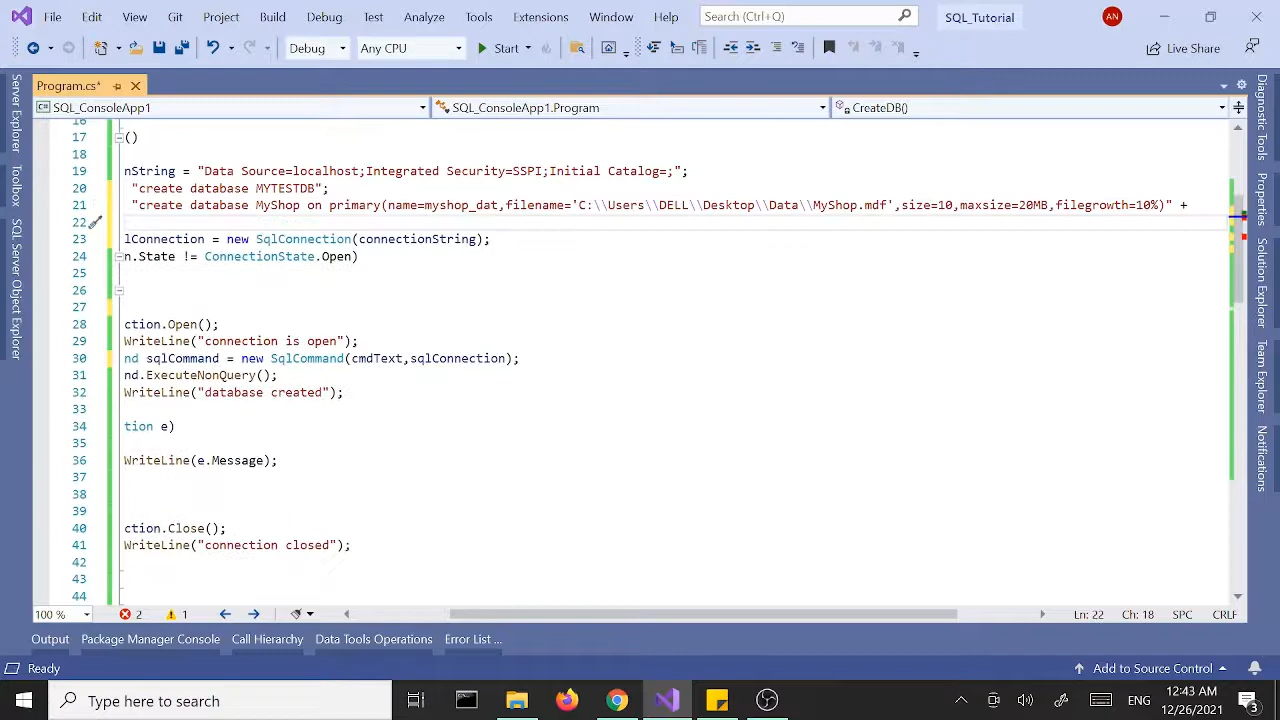 File Edit View Git Project Build Debug Test Analyze Tools Extensions Window Help Search (Ctrl+Q) SQL_Tutorial AN
Debug Any CPU Start Live Share
Program.cs*
SQL_ConsoleApp1 SQL_ConsoleApp1.Program CreateDB()
16
17 ()
18
19 nString = "Data Source=localhost;Integrated Security=SSPI;Initial Catalog=;";
20 "create database MYTESTDB";
21 "create database MyShop on primary(name=myshop_dat,filename='C:\\Users\\DELL\\Desktop\\Data\\MyShop.mdf',size=10,maxsize=20MB,filegrowth=10%)" +
22
23 lConnection = new SqlConnection(connectionString);
24 n.State != ConnectionState.Open)
25
26
27
28 ction.Open();
29 WriteLine("connection is open");
30 nd sqlCommand = new SqlCommand(cmdText,sqlConnection);
31 nd.ExecuteNonQuery();
32 WriteLine("database created");
33
34 tion e)
35
36 WriteLine(e.Message);
37
38
39
40 ction.Close();
41 WriteLine("connection closed");
42
43
44
Server Explorer
Toolbox
SQL Server Object Explorer
Diagnostic Tools
Properties
Solution Explorer
Team Explorer
Notifications
100 % 2 1 Ln: 22 Ch: 18 SPC CRLF
Output Package Manager Console Call Hierarchy Data Tools Operations Error List ...
Ready Add to Source Control
Type here to search ENG :33 AM
12/26/2021 3